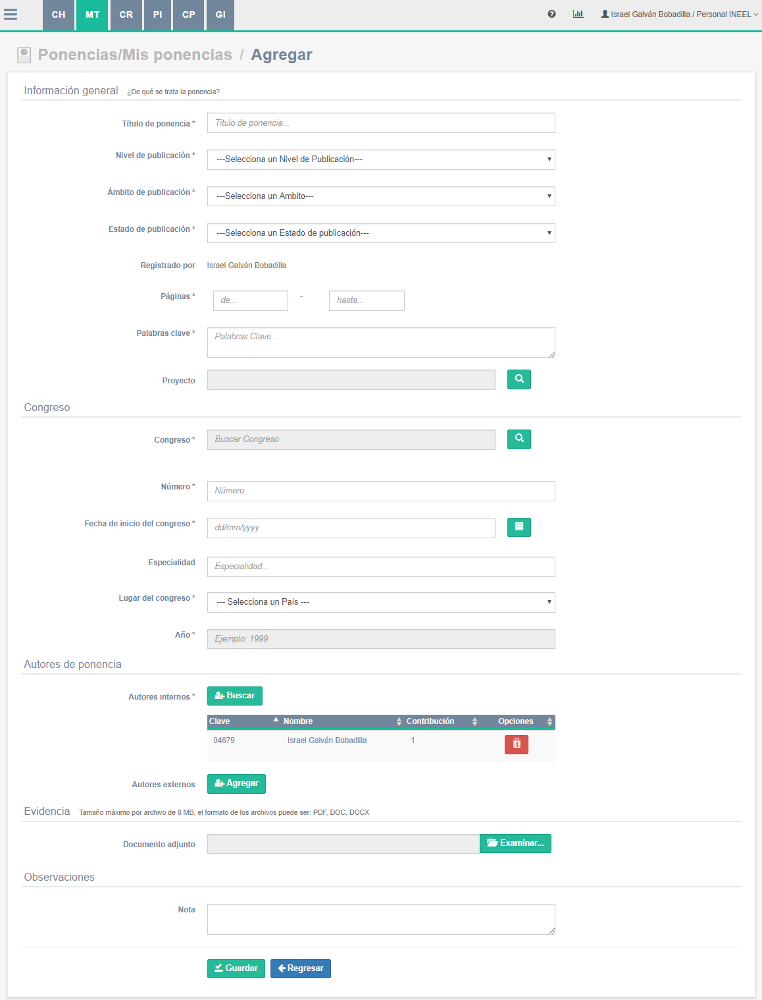 CH MT CR PI CP GI Israel Galván Bobadilla / Personal INEEL
Ponencias/Mis ponencias / Agregar
Información general ¿De qué se trata la ponencia?
Título de ponencia * Titulo de ponencia...
Nivel de publicación * ---Selecciona un Nivel de Publicación---
Ámbito de publicación * ---Selecciona un Ambito---
Estado de publicación * ---Selecciona un Estado de publicación---
Registrado por Israel Galván Bobadilla
Páginas * de... - hasta...
Palabras clave * Palabras Clave...
Proyecto
Congreso
Congreso * Buscar Congreso
Número * Número...
Fecha de inicio del congreso * dd/mm/yyyy
Especialidad Especialidad...
Lugar del congreso * --- Selecciona un País ---
Año * Ejemplo: 1999
Autores de ponencia
Autores internos * Buscar
Clave Nombre Contribución Opciones
04679 Israel Galván Bobadilla 1
Autores externos Agregar
Evidencia Tamaño máximo por archivo de 8 MB, el formato de los archivos puede ser: PDF, DOC, DOCX
Documento adjunto Examinar...
Observaciones
Nota
Guardar Regresar